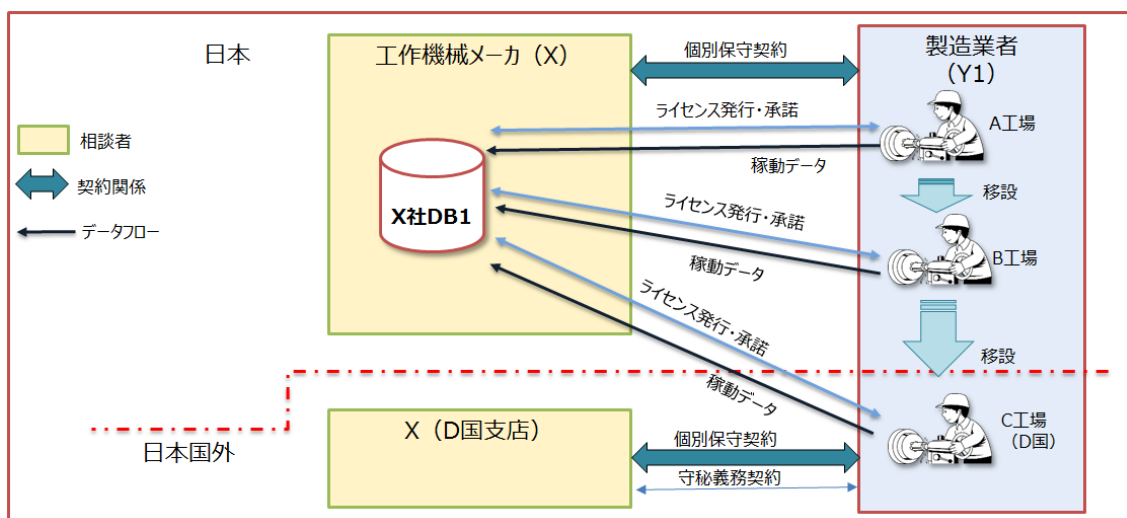 日本
工作機械メーカ（X）
個別保守契約
製造業者
（Y1）
ライセンス発行・承諾
A工場
相談者
稼動データ
契約関係
移設
X社DB1
ライセンス発行・承諾
データフロー
B工場
稼動データ
ライセンス発行・承諾
移設
稼動データ
日本国外
X（D国支店）
個別保守契約
C工場
（D国）
守秘義務契約